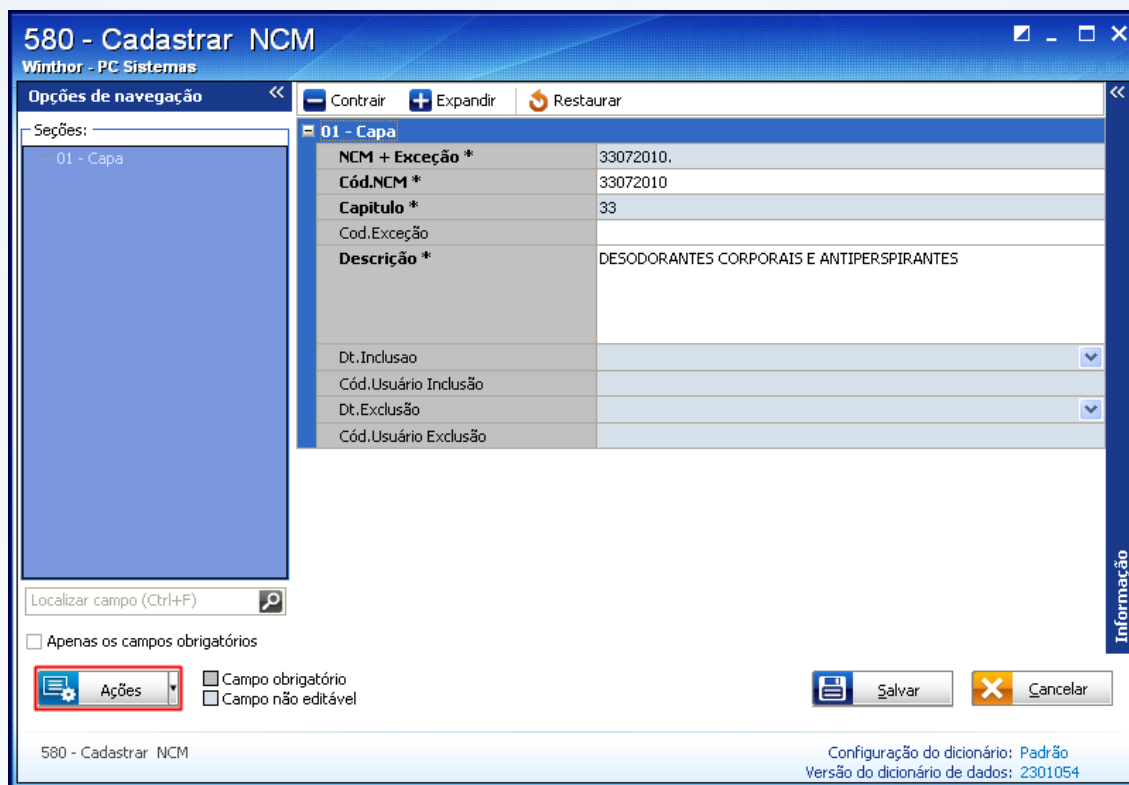 580 - Cadastrar NCM
Winthor - PC Sistemas
Opções de navegação
Contrair Expandir Restaurar
Seções:
01 - Capa
01 - Capa
NCM + Exceção * 33072010.
Cód.NCM * 33072010
Capitulo * 33
Cod.Exceção
Descrição * DESODORANTES CORPORAIS E ANTIPERSPIRANTES
Dt.Inclusao
Cód.Usuário Inclusão
Dt.Exclusão
Cód.Usuário Exclusão
Informação
Localizar campo (Ctrl+F)
Apenas os campos obrigatórios
Ações
Campo obrigatório
Campo não editável
Salvar
Cancelar
580 - Cadastrar NCM
Configuração do dicionário: Padrão
Versão do dicionário de dados: 2301054